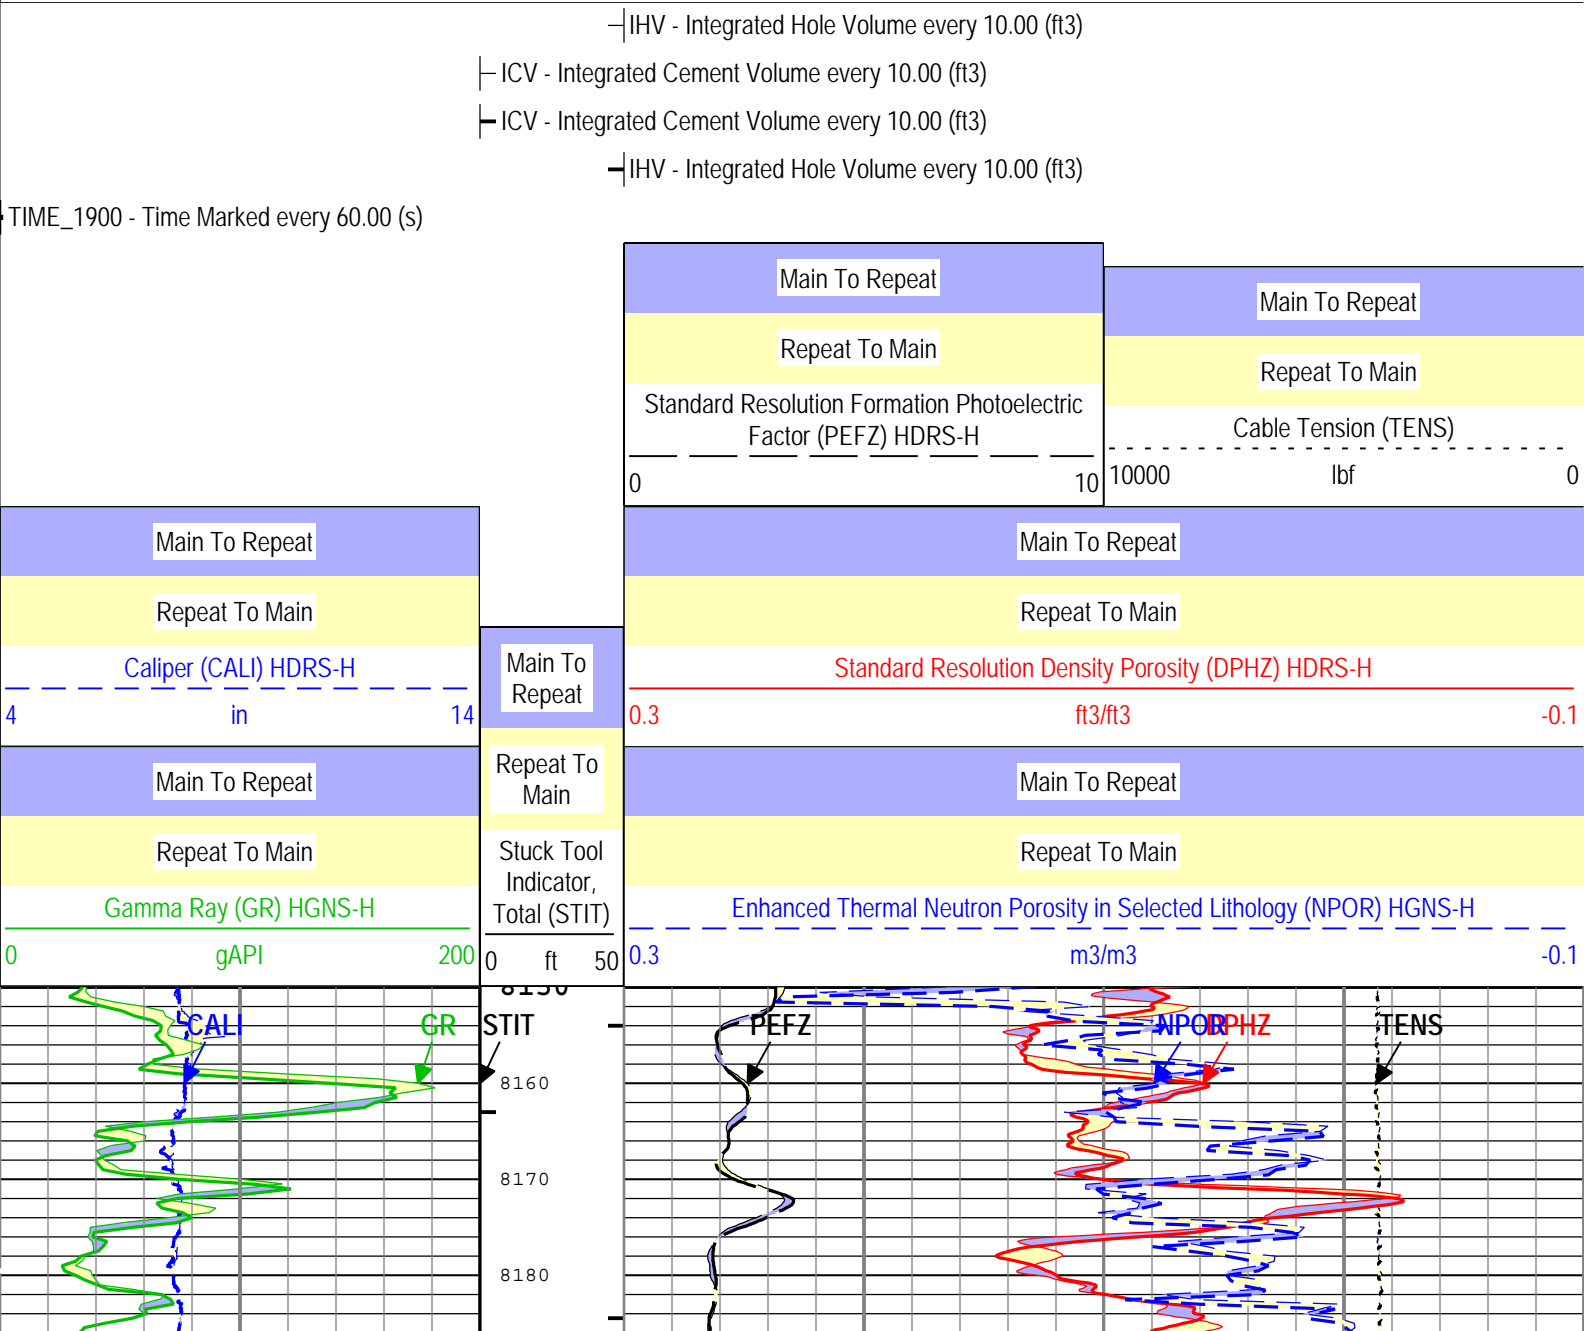 IHV - Integrated Hole Volume every 10.00 (ft3)
ICV - Integrated Cement Volume every 10.00 (ft3)
ICV - Integrated Cement Volume every 10.00 (ft3)
IHV - Integrated Hole Volume every 10.00 (ft3)
TIME_1900 - Time Marked every 60.00 (s)
Main To Repeat
Repeat To Main
Standard Resolution Formation Photoelectric
Factor (PEFZ) HDRS-H
0 10
Main To Repeat
Repeat To Main
Cable Tension (TENS)
10000 lbf 0
Main To Repeat
Repeat To Main
Caliper (CALI) HDRS-H
4 in 14
Main To Repeat
Repeat To Main
Gamma Ray (GR) HGNS-H
0 gAPI 200
Main To
Repeat
Repeat To
Main
Stuck Tool
Indicator,
Total (STIT)
0 ft 50
Main To Repeat
Repeat To Main
Standard Resolution Density Porosity (DPHZ) HDRS-H
0.3 ft3/ft3 -0.1
Main To Repeat
Repeat To Main
Enhanced Thermal Neutron Porosity in Selected Lithology (NPOR) HGNS-H
0.3 m3/m3 -0.1
8150
CALI GR STIT PEFZ NPOR DPHZ TENS
8160
8170
8180